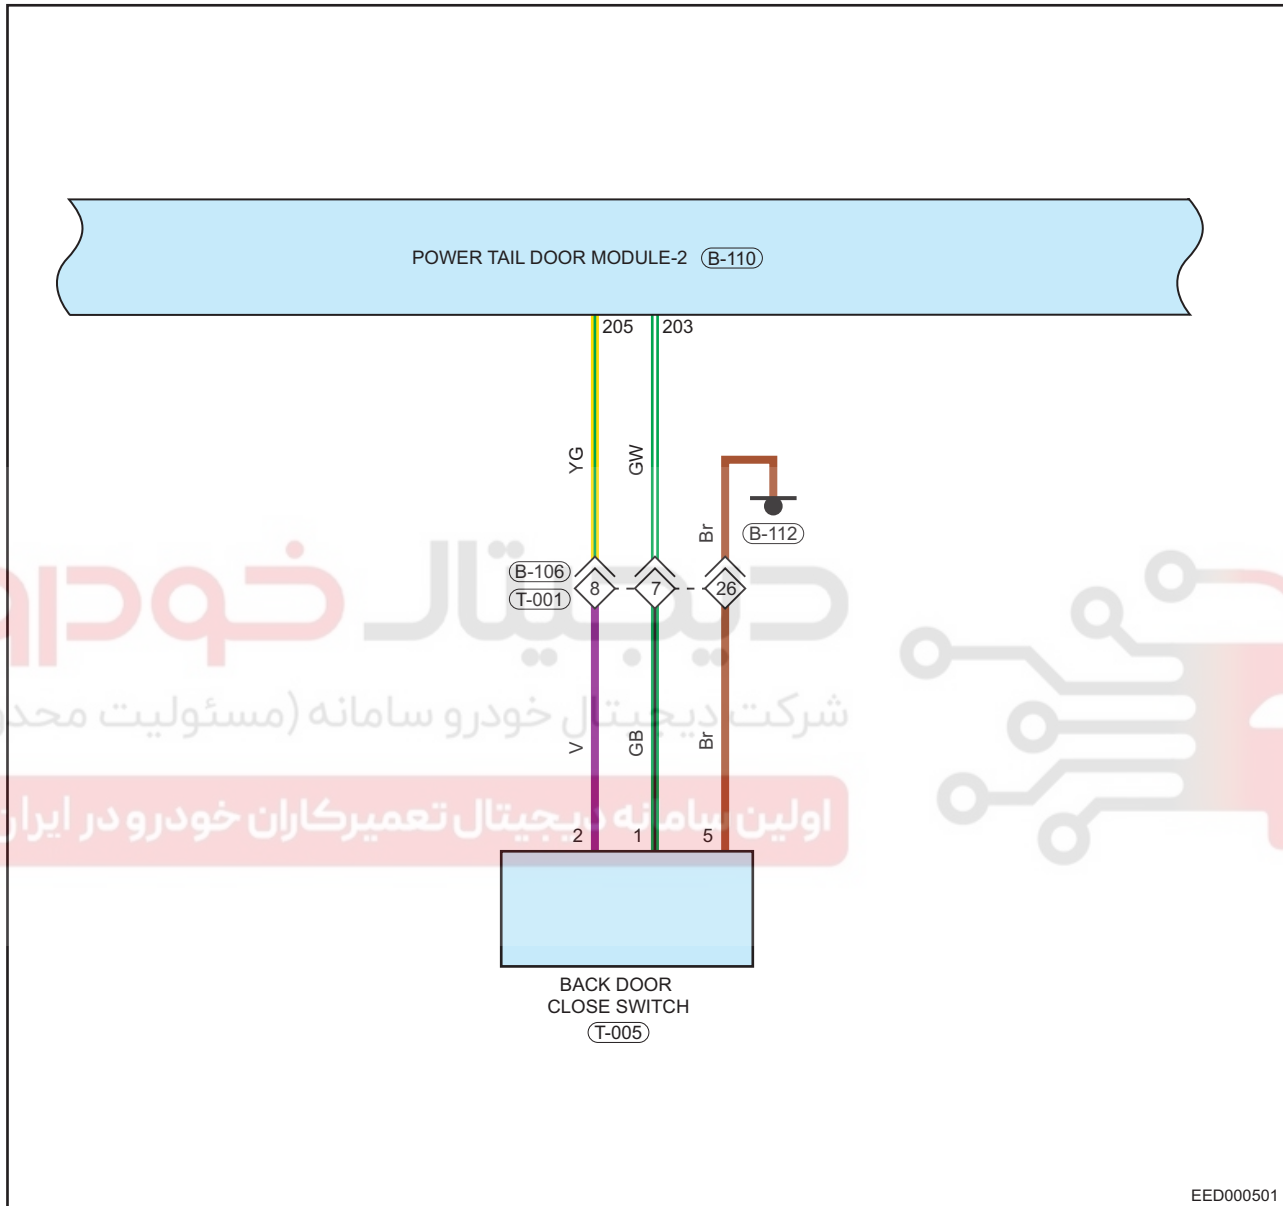 POWER TAIL DOOR MODULE-2 B-110
205 203
YG GW
Br
B-112
B-106
T-001
8 7 26
دیجیتال خودرو
شرکت دیجیتال خودرو سامانه (مسئولیت
V GB Br
اولین سامانه دیجیتال تعمیرکاران خودرو در ایران
2 1 5
BACK DOOR
CLOSE SWITCH
T-005
EED000501